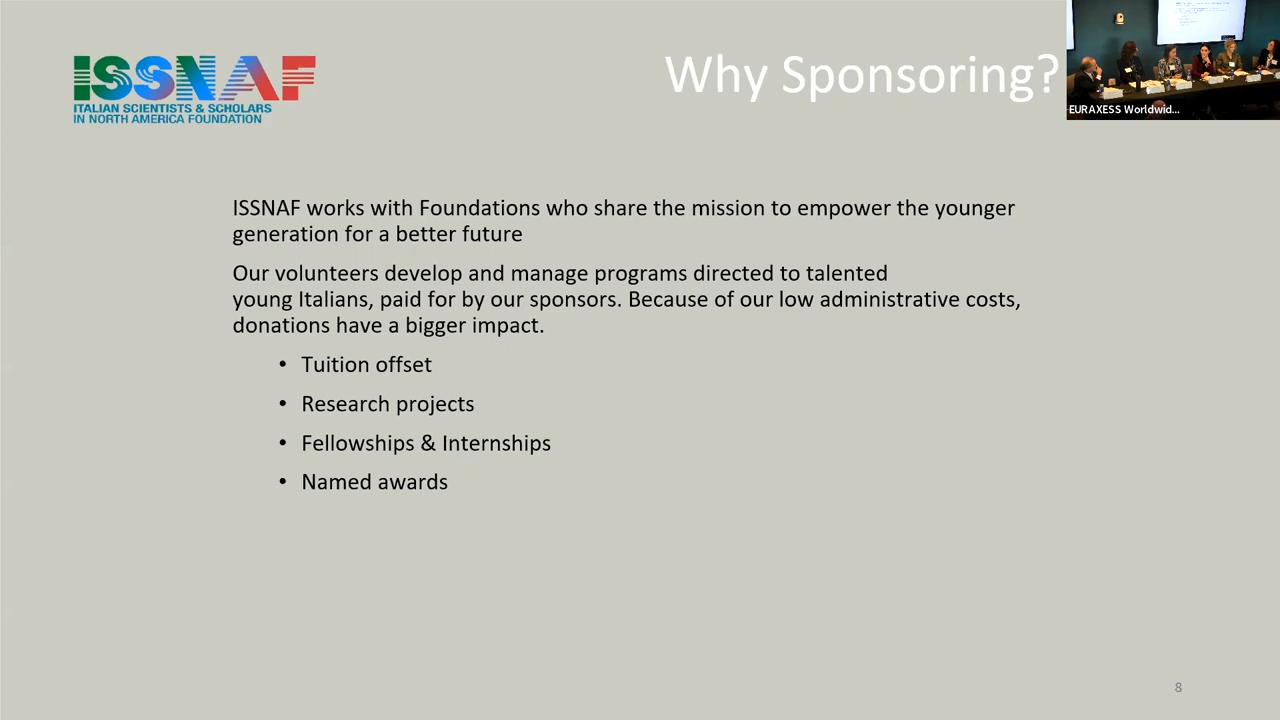 ISSNAF
ITALIAN SCIENTISTS & SCHOLARS
IN NORTH AMERICA FOUNDATION
Why Sponsoring?
EURAXESS Worldwid...
ISSNAF works with Foundations who share the mission to empower the younger
generation for a better future
Our volunteers develop and manage programs directed to talented
young Italians, paid for by our sponsors. Because of our low administrative costs,
donations have a bigger impact.
• Tuition offset
• Research projects
• Fellowships & Internships
• Named awards
8